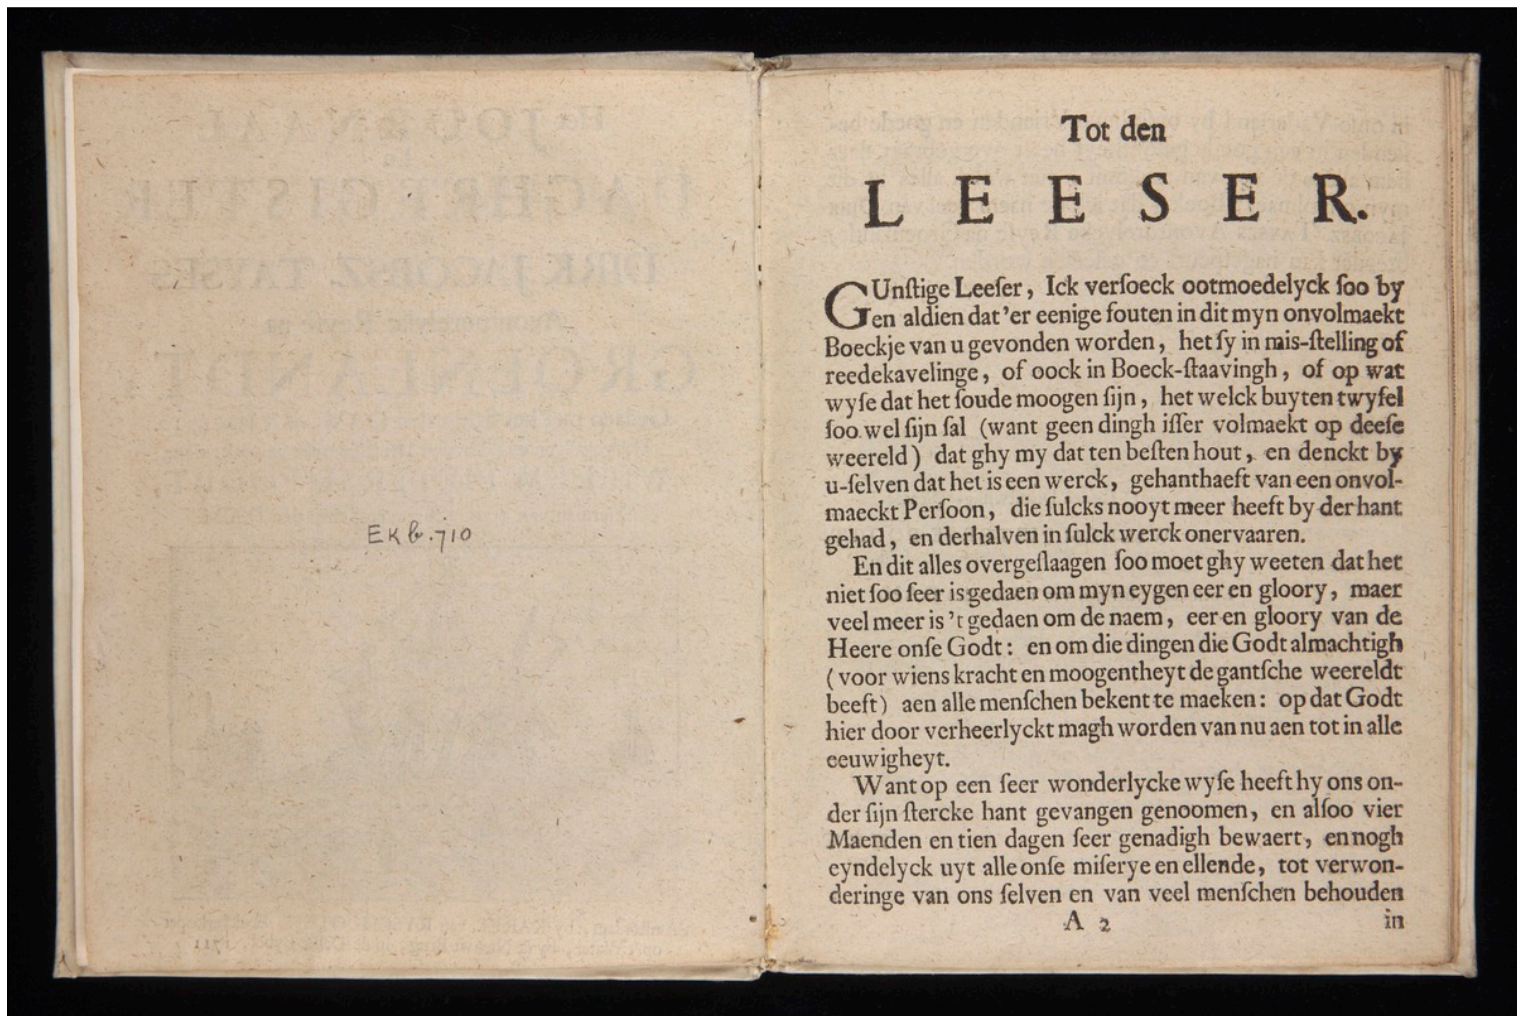 EKB.710
Tot den
LEESER.
GUnſtige Leeſer, Ick verſoeck ootmoedelyck ſoo by
en aldien dat 'er eenige fouten in dit myn onvolmaekt
Boeckje van u gevonden worden, het ſy in mis-ſtelling of
reedekavelinge, of oock in Boeck-ſtaavingh, of op wat
wyſe dat het ſoude moogen ſijn, het welck buyten twyfel
ſoo wel ſijn ſal (want geen dingh iſſer volmaekt op deeſe
weereld) dat ghy my dat ten beſten hout, en denckt by
u-ſelven dat het is een werck, gehanthaeft van een onvol-
maeckt Perſoon, die ſulcks nooyt meer heeft by der hant
gehad, en derhalven in ſulck werck onervaaren.
En dit alles overgeſlaagen ſoo moet ghy weeten dat het
niet ſoo ſeer is gedaen om myn eygen eer en gloory, maer
veel meer is 't gedaen om de naem, eer en gloory van de
Heere onſe Godt: en om die dingen die Godt almachtigh
(voor wiens kracht en moogentheyt de gantſche weereldt
beeft) aen alle menſchen bekent te maeken: op dat Godt
hier door verheerlyckt magh worden van nu aen tot in alle
eeuwigheyt.
Want op een ſeer wonderlycke wyſe heeft hy ons on-
der ſijn ſtercke hant gevangen genoomen, en alſoo vier
Maenden en tien dagen ſeer genadigh bewaert, en nogh
eyndelyck uyt alle onſe miſerye en ellende, tot verwon-
deringe van ons ſelven en van veel menſchen behouden
A 2 in